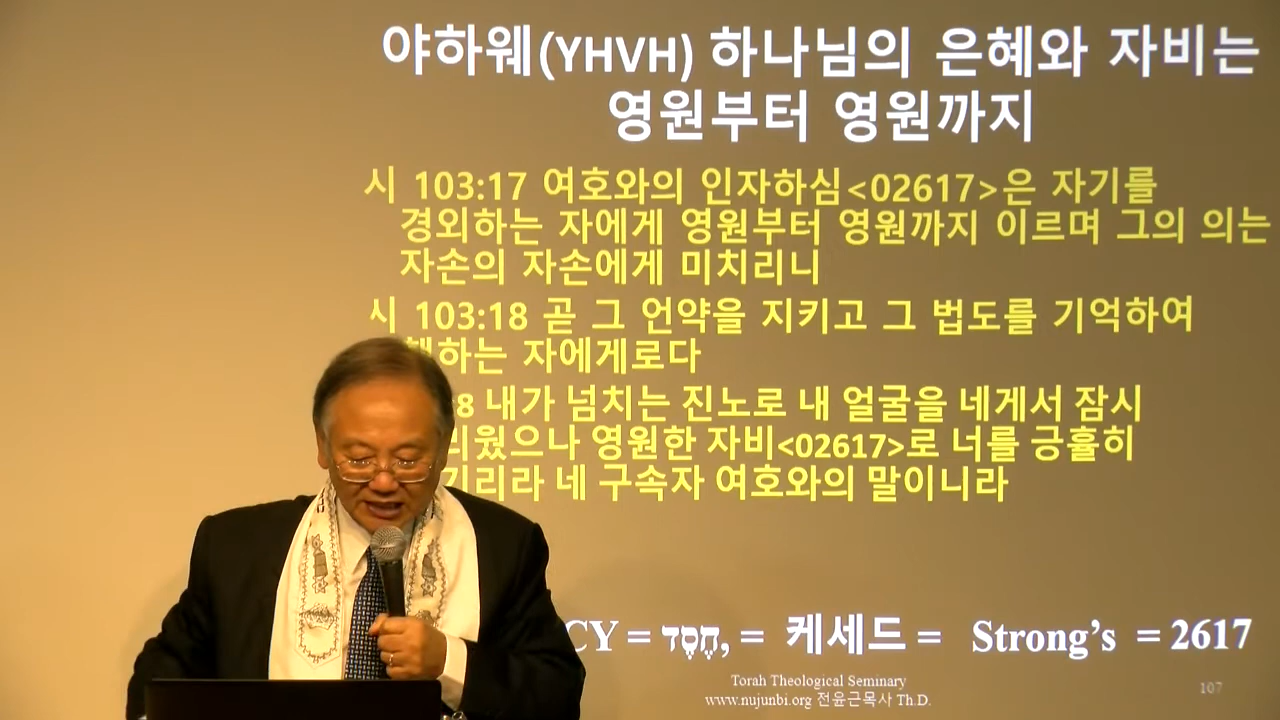 야하웨(YHVH) 하나님의 은혜와 자비는
영원부터 영원까지
시 103:17 여호와의 인자하심<02617>은 자기를
경외하는 자에게 영원부터 영원까지 이르며 그의 의는
자손의 자손에게 미치리니
시 103:18 곧 그 언약을 지키고 그 법도를 기억하여
행하는 자에게로다
8 내가 넘치는 진노로 내 얼굴을 네게서 잠시
리웠으나 영원한 자비<02617>로 너를 긍휼히
기리라 네 구속자 여호와의 말이니라
CY = חֶסֶד, = 케세드 = Strong's = 2617
Torah Theological Seminary
www.nujunbi.org 전윤근목사 Th.D.
107